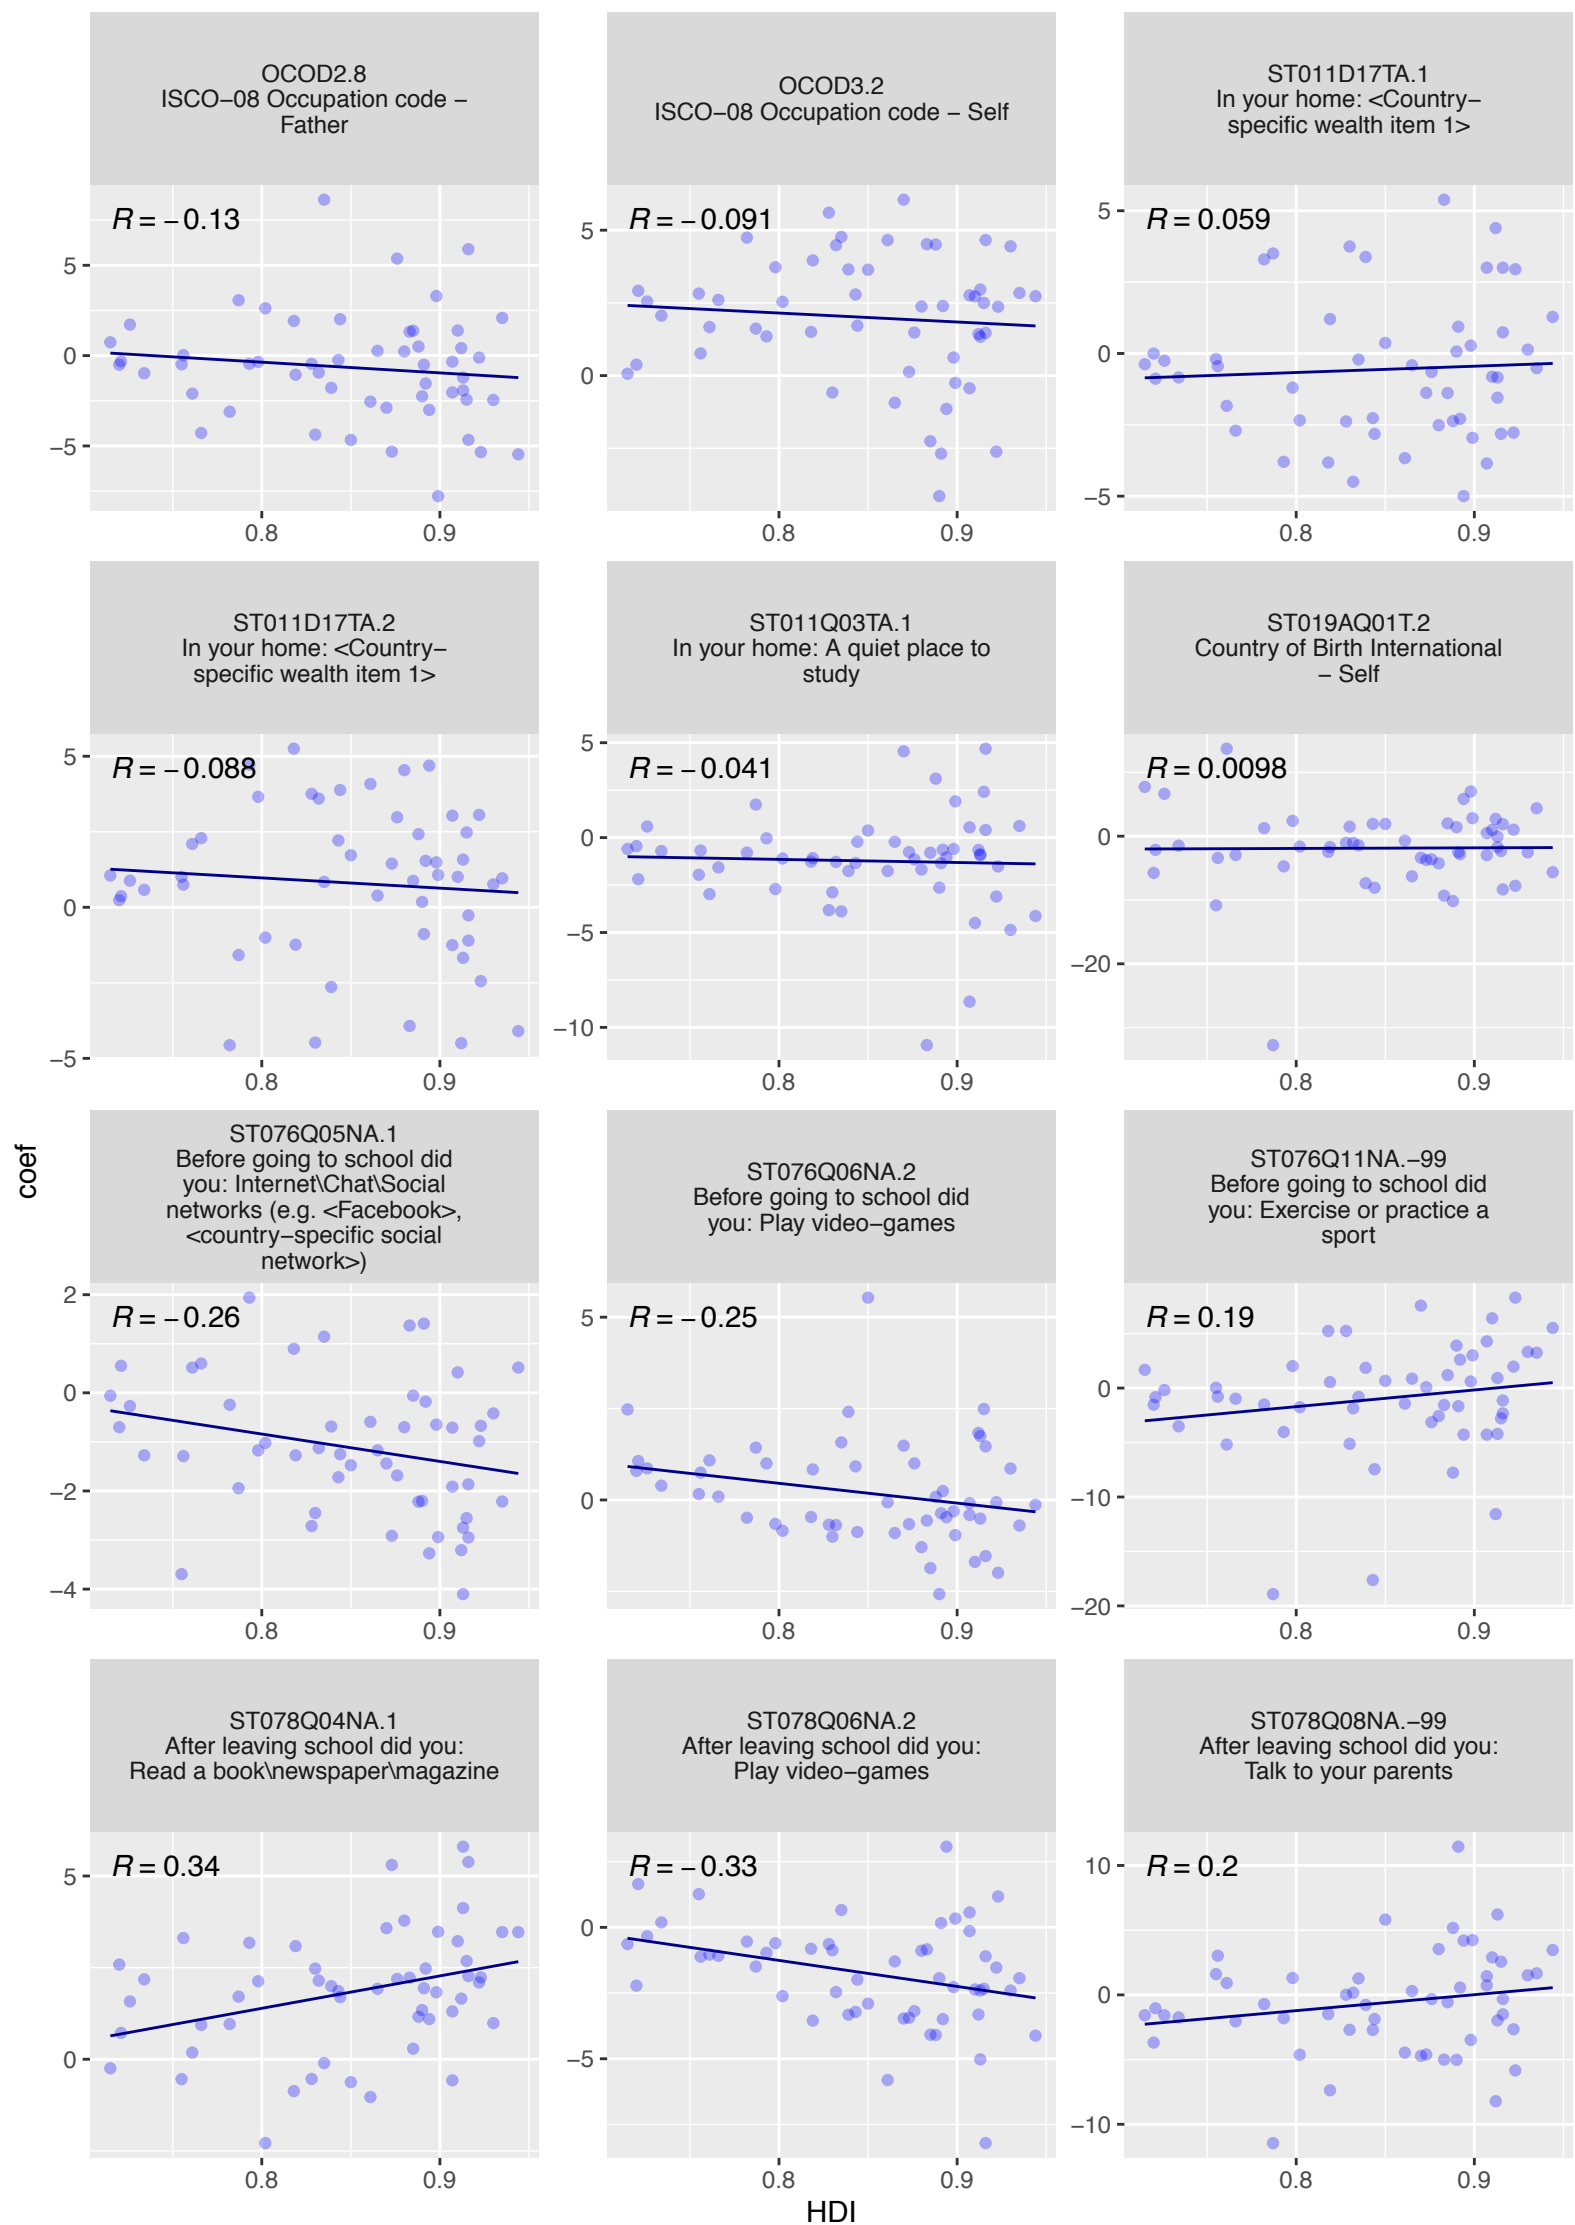 OCOD2.8
ISCO−08 Occupation code −
Father
R = −0.13
5
0
−5
0.8
0.9
OCOD3.2
ISCO−08 Occupation code − Self
R = −0.091
5
0
0.8
0.9
ST011D17TA.1
In your home: <Country−
specific wealth item 1>
R = 0.059
5
0
−5
0.8
0.9
ST011D17TA.2
In your home: <Country−
specific wealth item 1>
R = −0.088
5
0
−5
0.8
0.9
ST011Q03TA.1
In your home: A quiet place to
study
R = −0.041
5
0
−5
−10
0.8
0.9
ST019AQ01T.2
Country of Birth International
− Self
R = 0.0098
0
−20
0.8
0.9
coef
ST076Q05NA.1
Before going to school did
you: Internet\Chat\Social
networks (e.g. <Facebook>,
<country−specific social
network>)
R = −0.26
2
0
−2
−4
0.8
0.9
ST076Q06NA.2
Before going to school did
you: Play video−games
R = −0.25
5
0
0.8
0.9
ST076Q11NA.−99
Before going to school did
you: Exercise or practice a
sport
R = 0.19
0
−10
−20
0.8
0.9
ST078Q04NA.1
After leaving school did you:
Read a book\newspaper\magazine
R = 0.34
5
0
0.8
0.9
ST078Q06NA.2
After leaving school did you:
Play video−games
R = −0.33
0
−5
0.8
0.9
ST078Q08NA.−99
After leaving school did you:
Talk to your parents
R = 0.2
10
0
−10
0.8
0.9
HDI